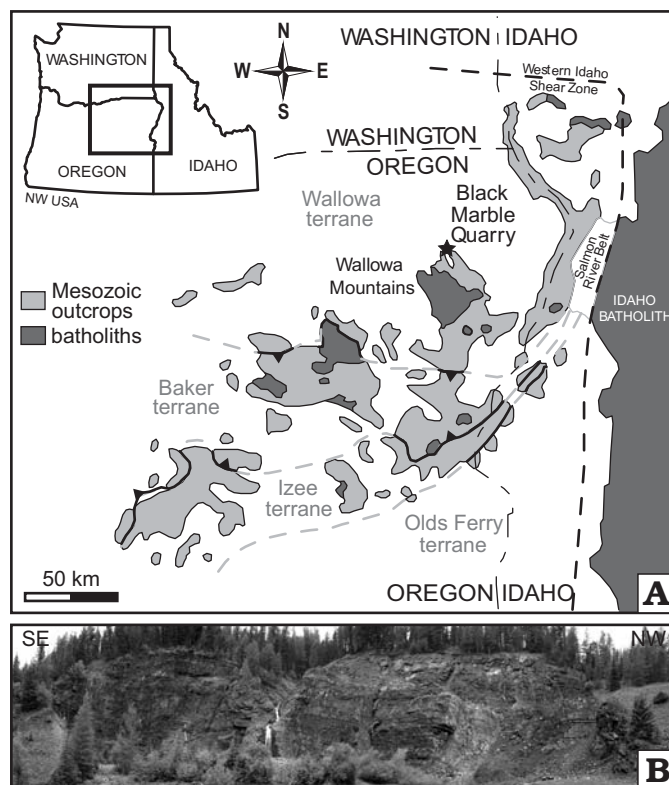 WASHINGTON
OREGON
IDAHO
NW USA
N
W
E
S
WASHINGTON IDAHO
Western Idaho
Shear Zone
WASHINGTON
OREGON
Wallowa
terrane
Black
Marble
Quarry
Wallowa
Mountains
Salmon
River Belt
IDAHO
BATHOLITH
Mesozoic
outcrops
batholiths
Baker
terrane
Izee
terrane
Olds Ferry
terrane
50 km
OREGON IDAHO
A
SE
NW
B